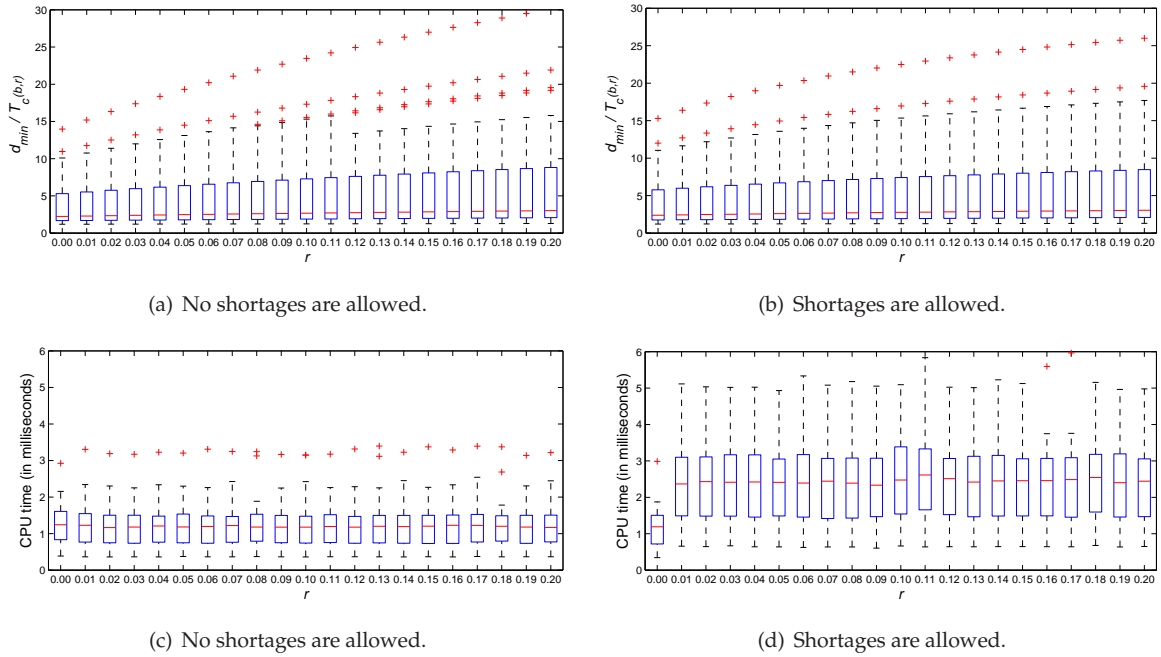 30
25
20
15
10
5
0
d_min / T_c(b,r)
0.00 0.01 0.02 0.03 0.04 0.05 0.06 0.07 0.08 0.09 0.10 0.11 0.12 0.13 0.14 0.15 0.16 0.17 0.18 0.19 0.20
r
(a) No shortages are allowed.
30
25
20
15
10
5
0
d_min / T_c(b,r)
0.00 0.01 0.02 0.03 0.04 0.05 0.06 0.07 0.08 0.09 0.10 0.11 0.12 0.13 0.14 0.15 0.16 0.17 0.18 0.19 0.20
r
(b) Shortages are allowed.
6
5
4
3
2
1
0
CPU time (in milliseconds)
0.00 0.01 0.02 0.03 0.04 0.05 0.06 0.07 0.08 0.09 0.10 0.11 0.12 0.13 0.14 0.15 0.16 0.17 0.18 0.19 0.20
r
(c) No shortages are allowed.
6
5
4
3
2
1
0
CPU time (in milliseconds)
0.00 0.01 0.02 0.03 0.04 0.05 0.06 0.07 0.08 0.09 0.10 0.11 0.12 0.13 0.14 0.15 0.16 0.17 0.18 0.19 0.20
r
(d) Shortages are allowed.